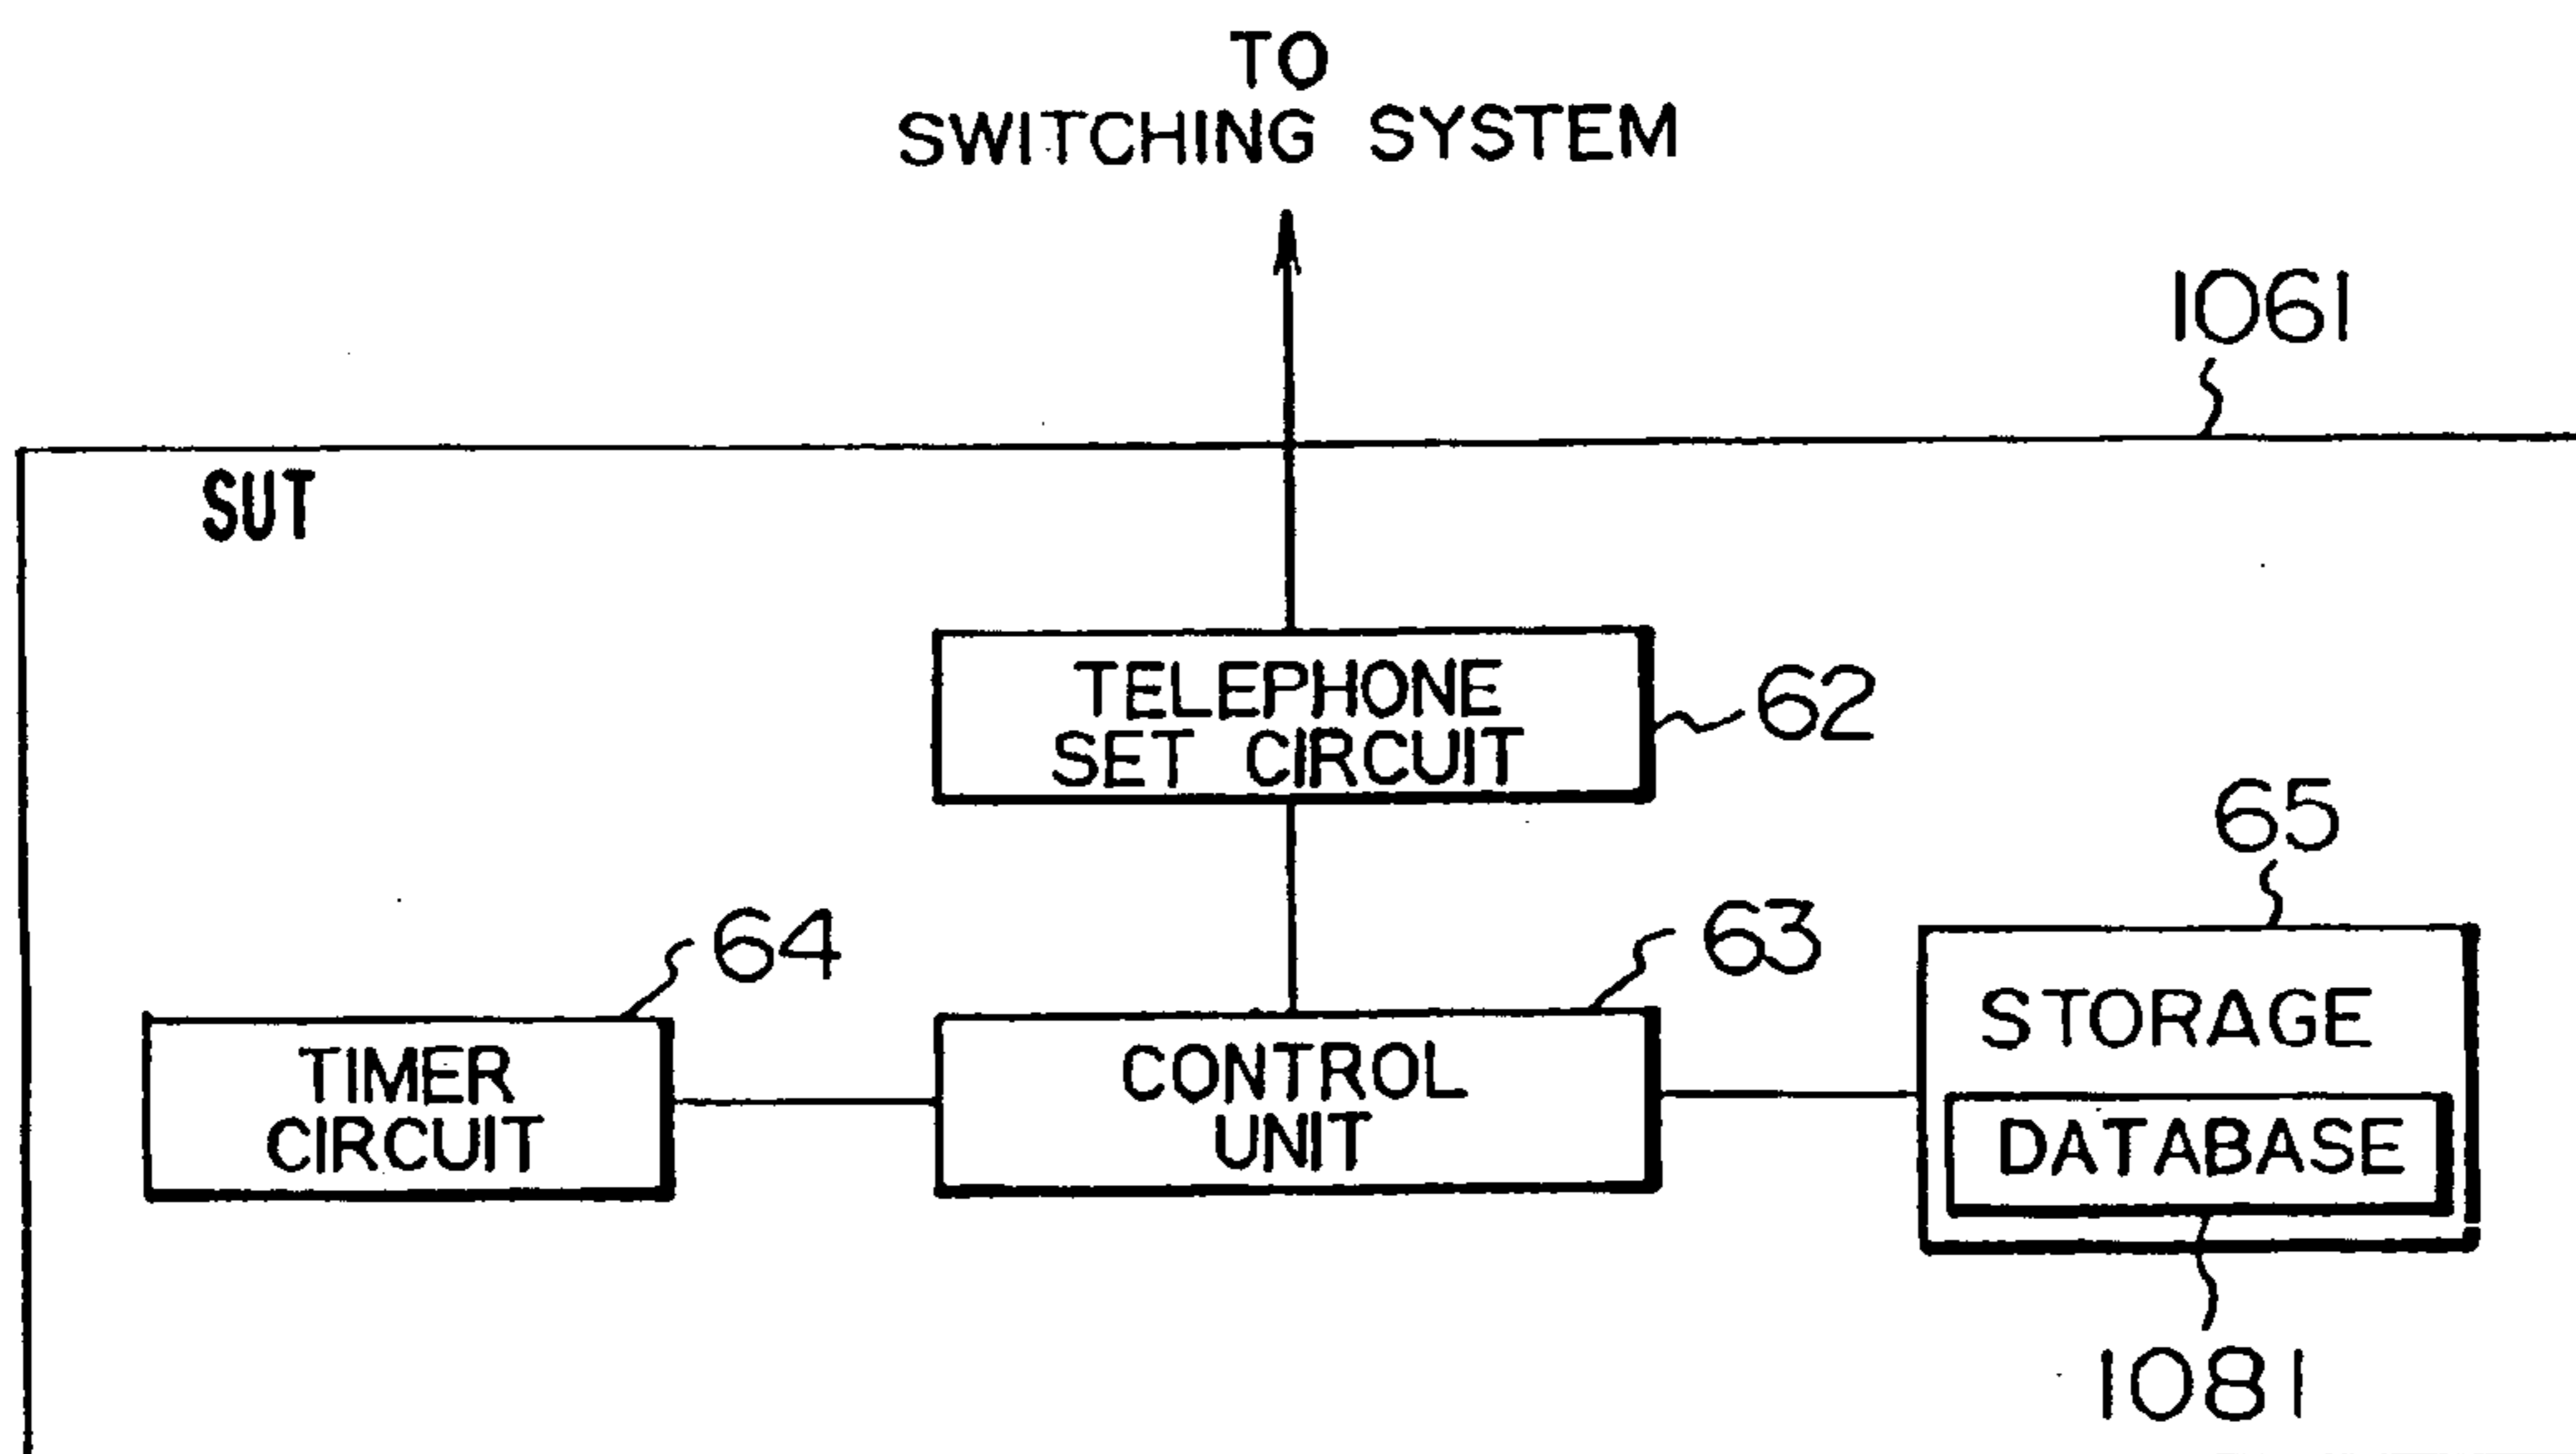 TO
SWITCHING SYSTEM
1061
SUT
TELEPHONE
SET CIRCUIT
62
65
64
63
TIMER
CIRCUIT
CONTROL
UNIT
STORAGE
DATABASE
1081